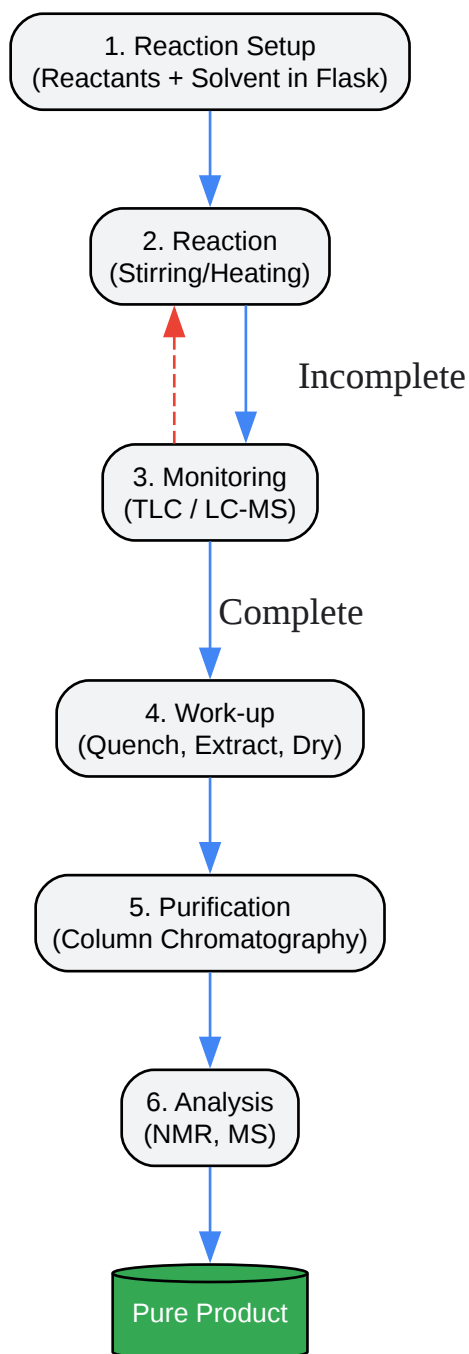 1. Reaction Setup
(Reactants + Solvent in Flask)
2. Reaction
(Stirring/Heating)
Incomplete
3. Monitoring
(TLC / LC-MS)
Complete
4. Work-up
(Quench, Extract, Dry)
5. Purification
(Column Chromatography)
6. Analysis
(NMR, MS)
Pure Product